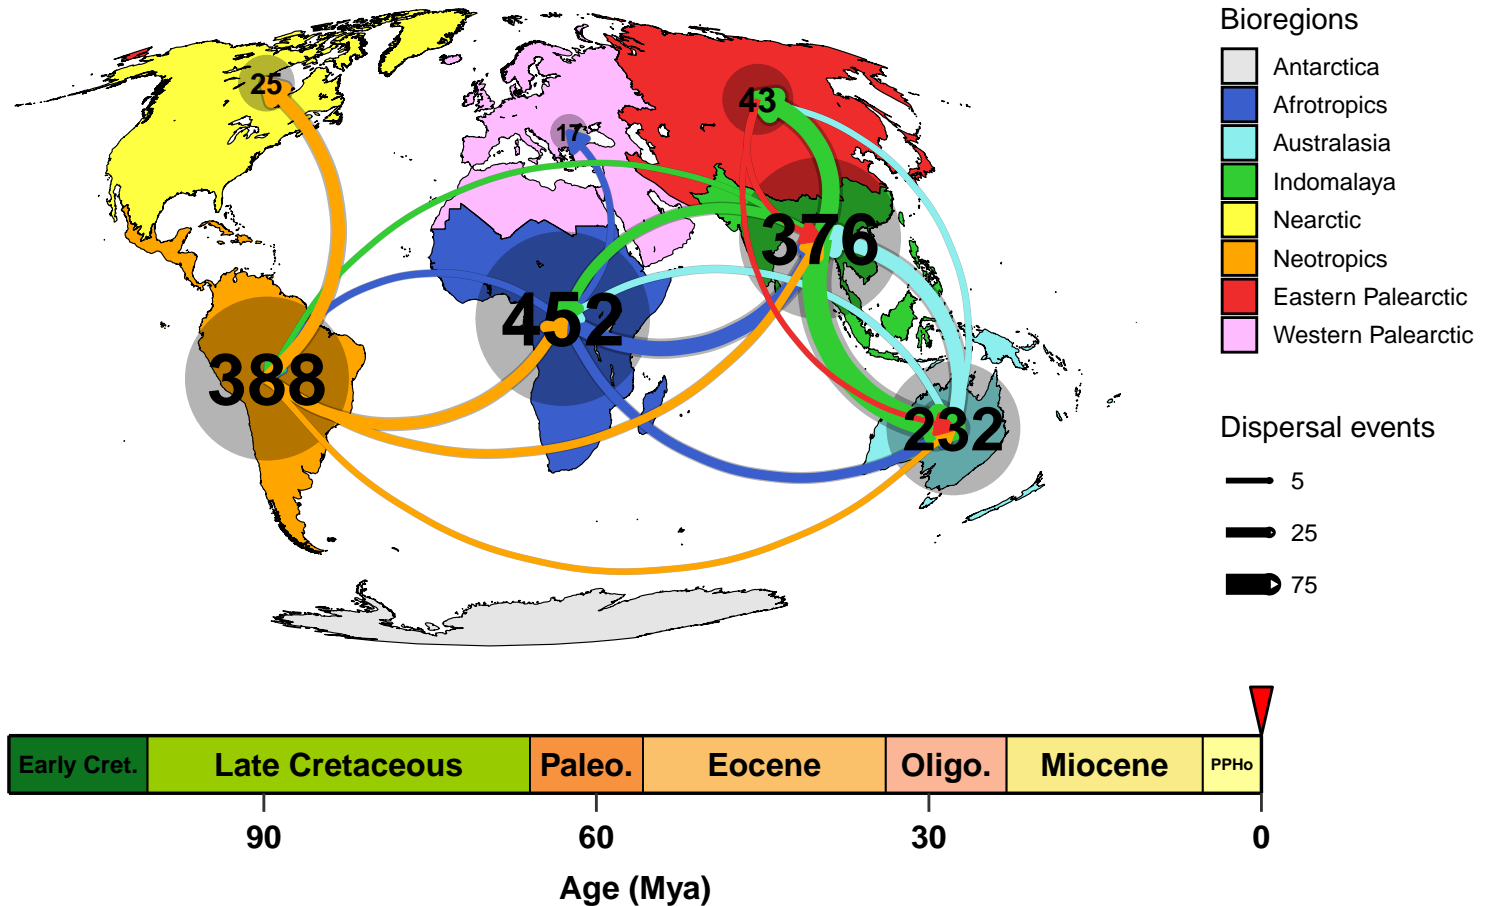 Bioregions
Antarctica
Afrotropics
Australasia
Indomalaya
Nearctic
Neotropics
Eastern Palearctic
Western Palearctic
Dispersal events
5
25
75
25
43
17
376
452
388
232
Early Cret.
Late Cretaceous
Paleo.
Eocene
Oligo.
Miocene
PPHo
90
60
30
0
Age (Mya)